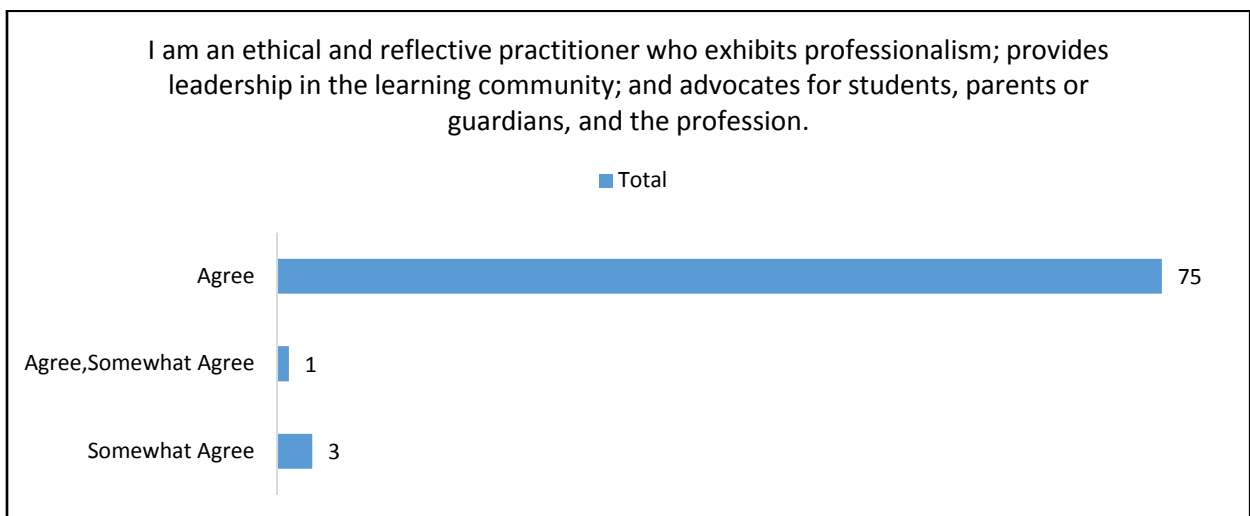 I am an ethical and reflective practitioner who exhibits professionalism; provides
leadership in the learning community; and advocates for students, parents or
guardians, and the profession.
Total
Agree 75
Agree,Somewhat Agree 1
Somewhat Agree 3